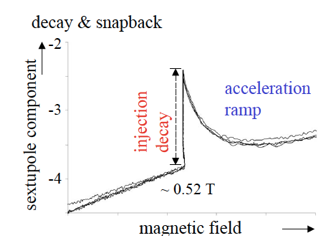 decay & snapback
-2
-3
-4
sextupole component
injection
decay
acceleration
ramp
~ 0.52 T
magnetic field